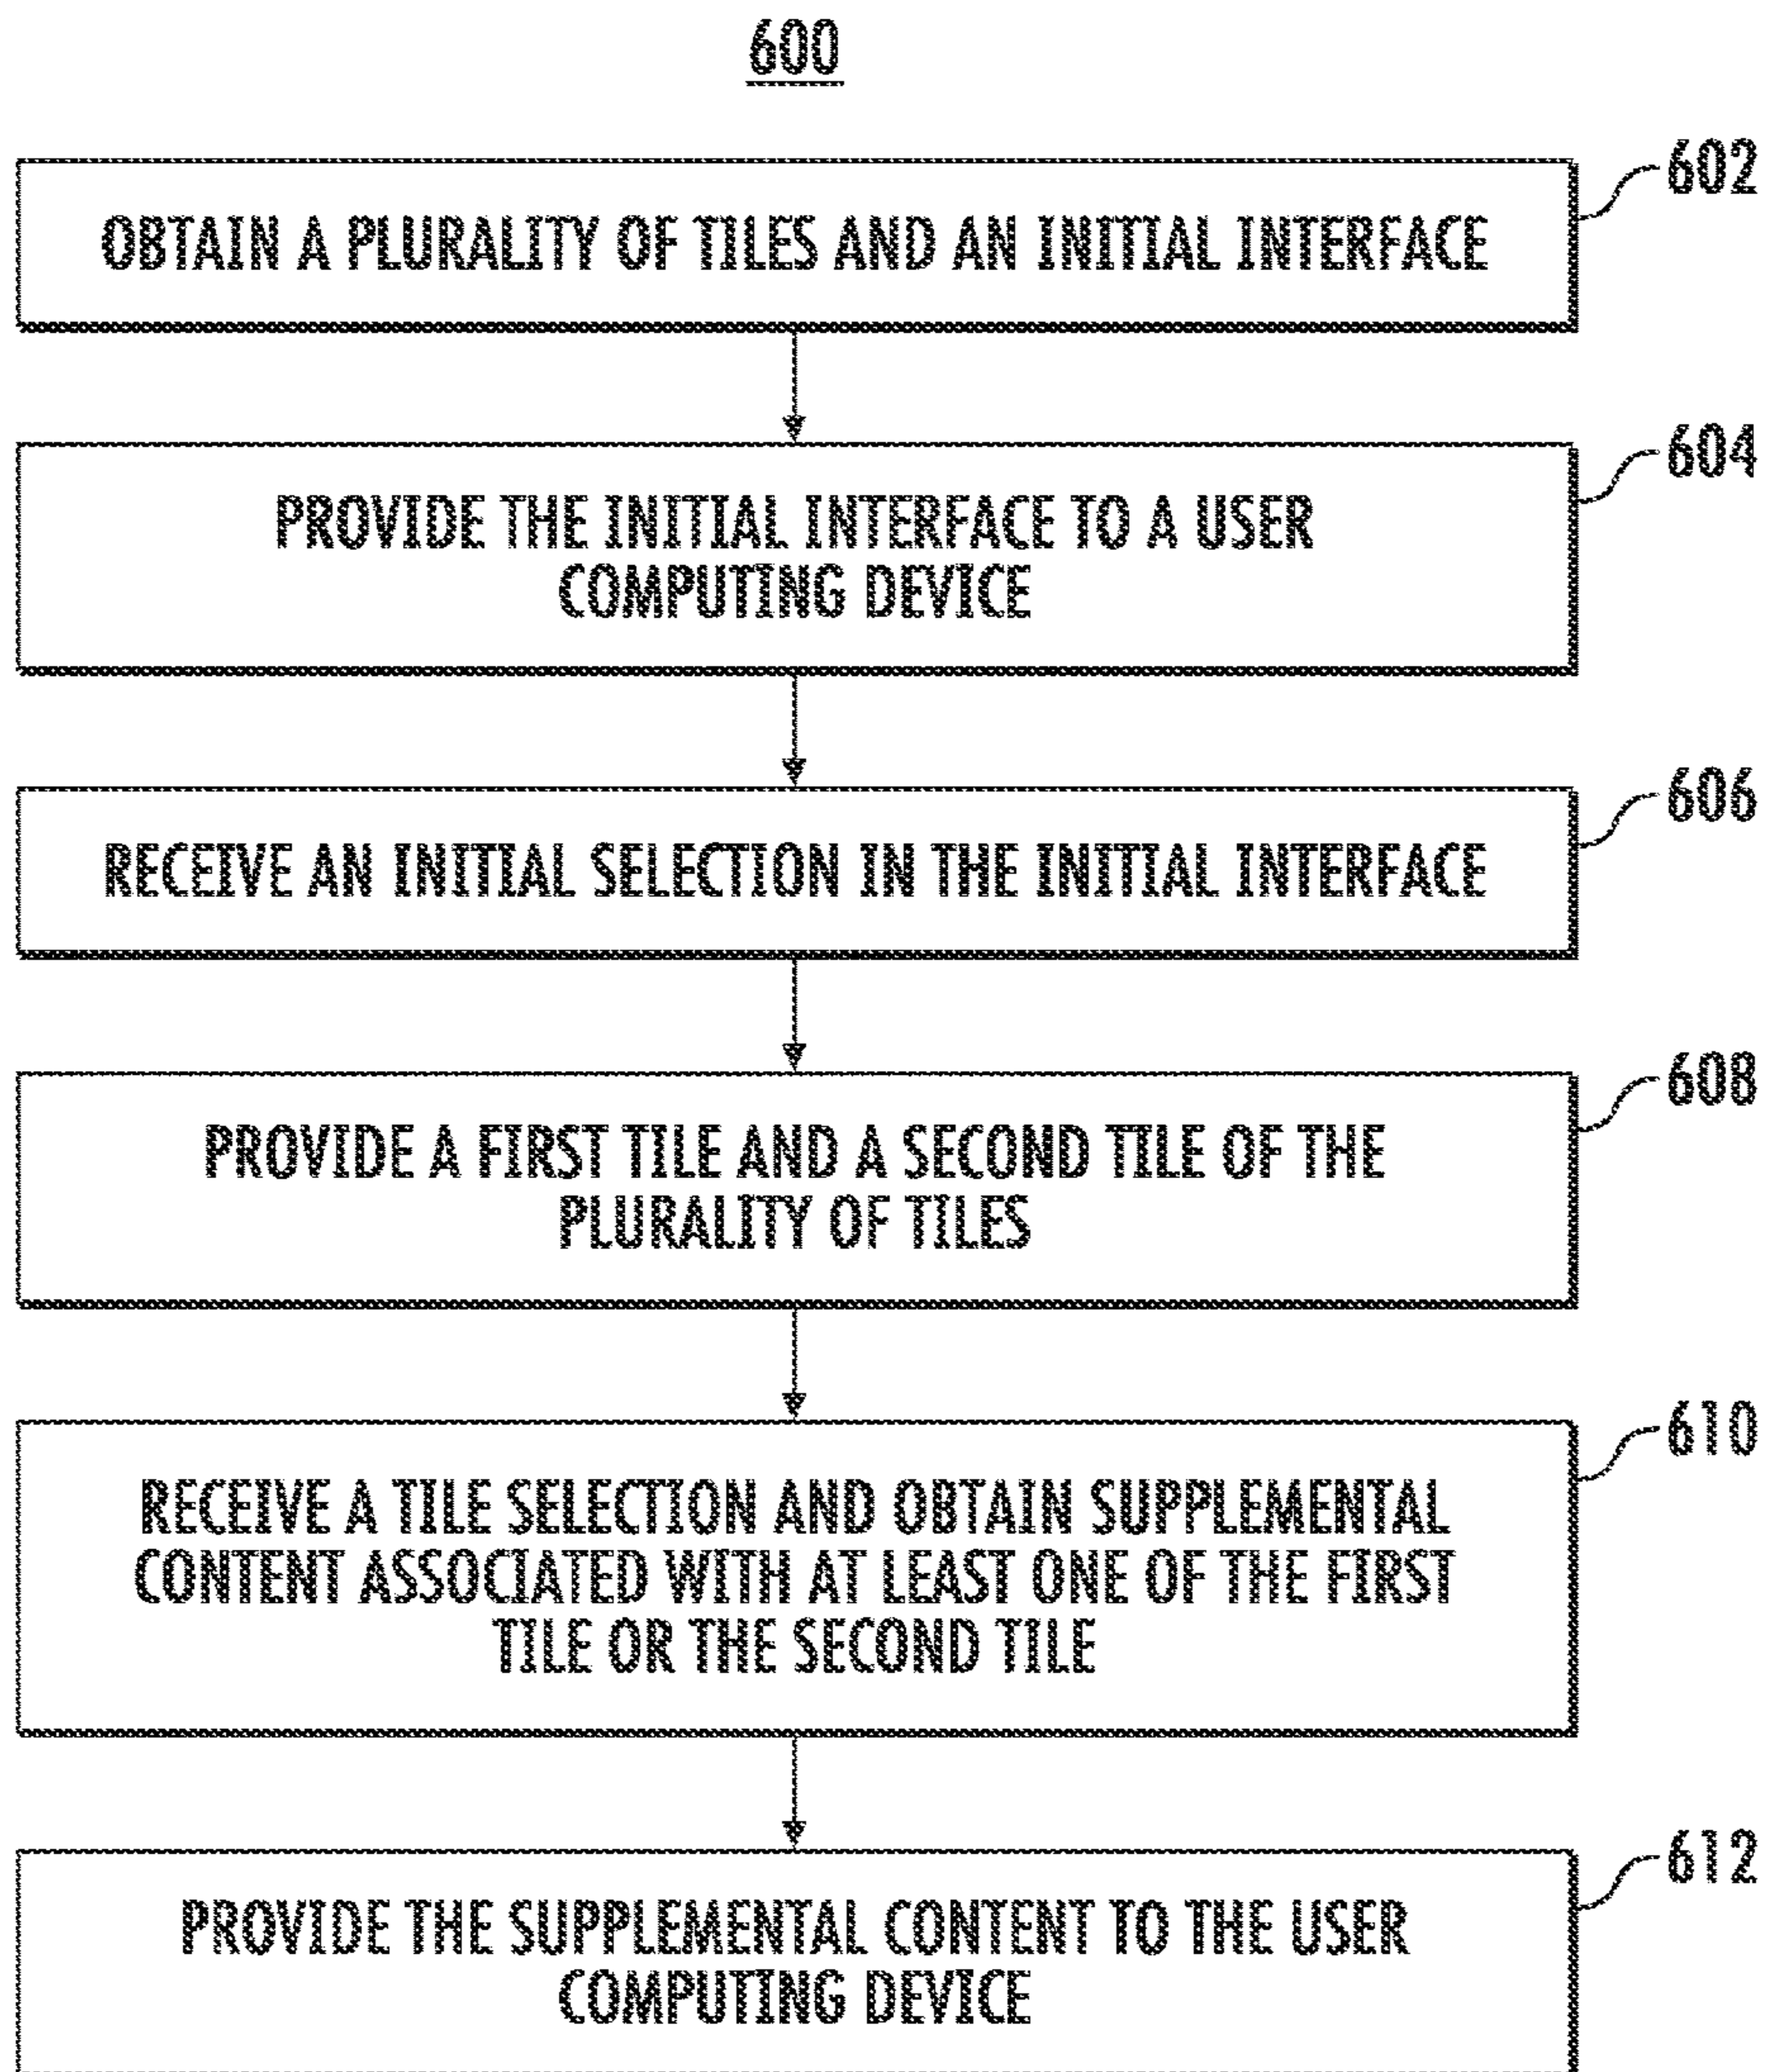 600
602
OBTAIN A PLURALITY OF TILES AND AN INITIAL INTERFACE
604
PROVIDE THE INITIAL INTERFACE TO A USER
COMPUTING DEVICE
606
RECEIVE AN INITIAL SELECTION IN THE INITIAL INTERFACE
608
PROVIDE A FIRST TILE AND A SECOND TILE OF THE
PLURALITY OF TILES
610
RECEIVE A TILE SELECTION AND OBTAIN SUPPLEMENTAL
CONTENT ASSOCIATED WITH AT LEAST ONE OF THE FIRST
TILE OR THE SECOND TILE
612
PROVIDE THE SUPPLEMENTAL CONTENT TO THE USER
COMPUTING DEVICE